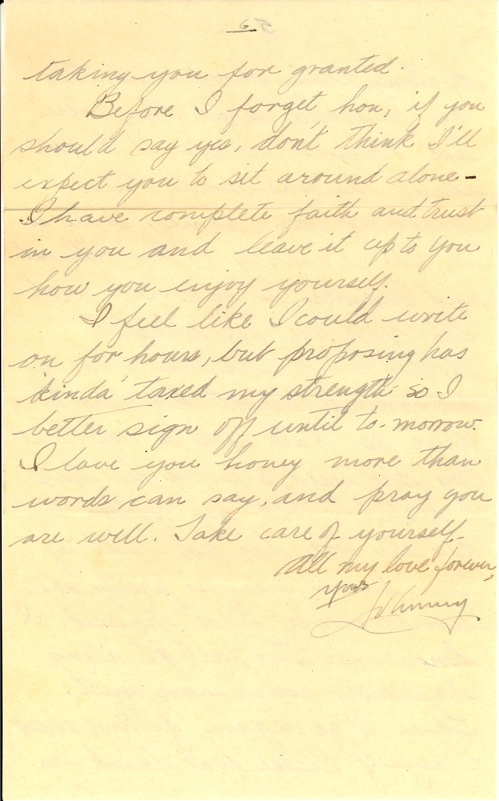 6
taking you for granted.
Before I forget hon, if you
should say yes, don't think I'll
expect you to sit around alone -
I have complete faith and trust
in you and leave it up to you
how you enjoy yourself.
I feel like I could write
on for hours, but proposing has
'kinda' taxed my strength so I
better sign off until to-morrow.
I love you honey more than
words can say, and pray you
are well. Take care of yourself.
All my love forever,
Your
Johnny